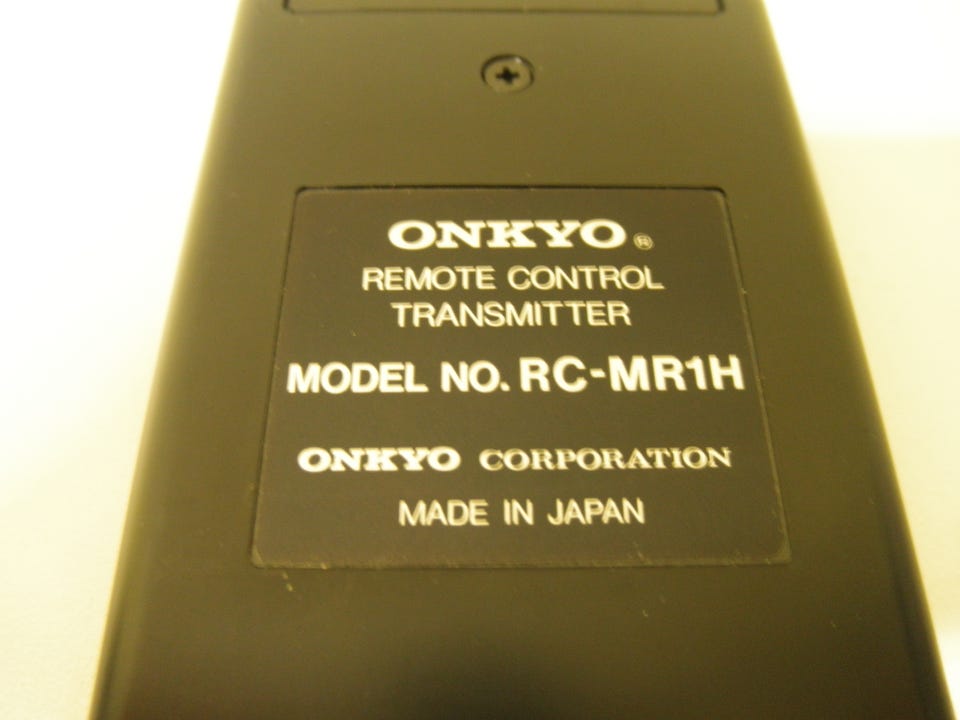 ONKYO®
REMOTE CONTROL
TRANSMITTER
MODEL NO. RC-MR1H
ONKYO CORPORATION
MADE IN JAPAN